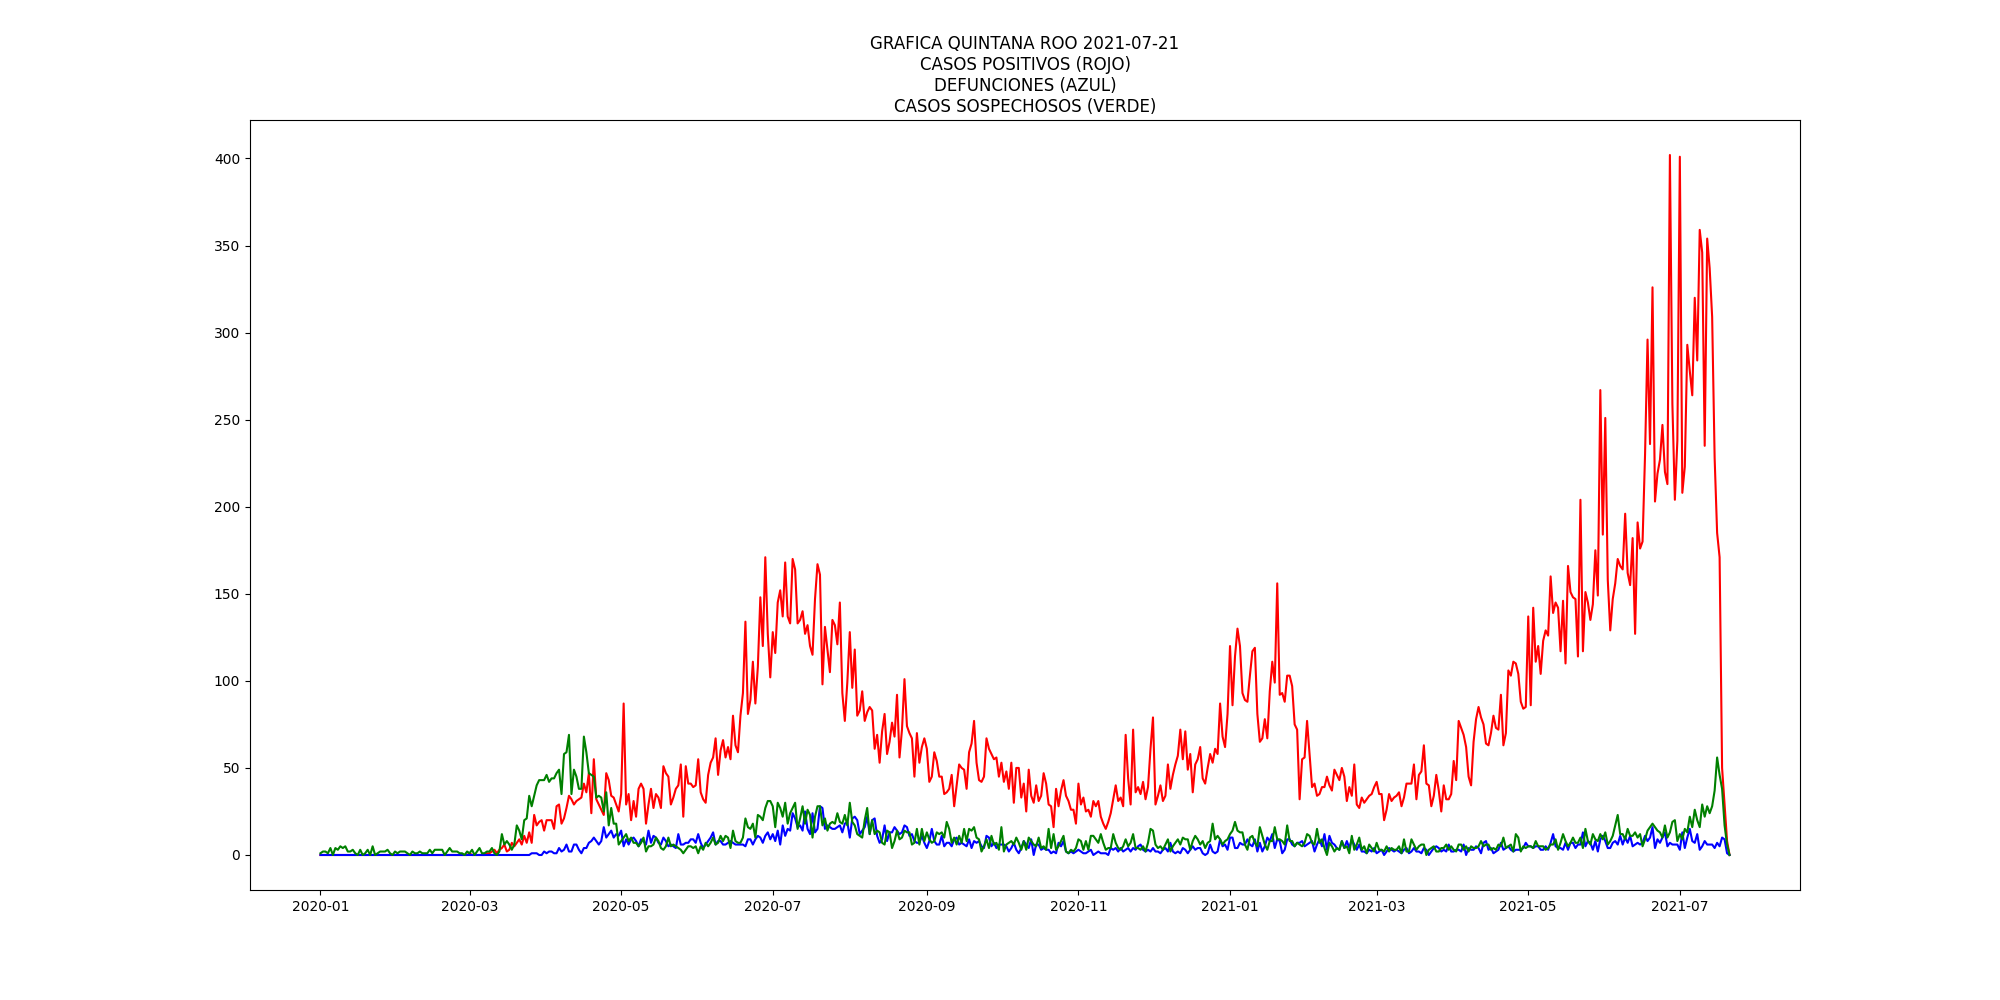 GRAFICA QUINTANA ROO 2021-07-21
CASOS POSITIVOS (ROJO)
DEFUNCIONES (AZUL)
CASOS SOSPECHOSOS (VERDE)
400
350
300
250
200
150
100
50
0
2020-01 2020-03 2020-05 2020-07 2020-09 2020-11 2021-01 2021-03 2021-05 2021-07